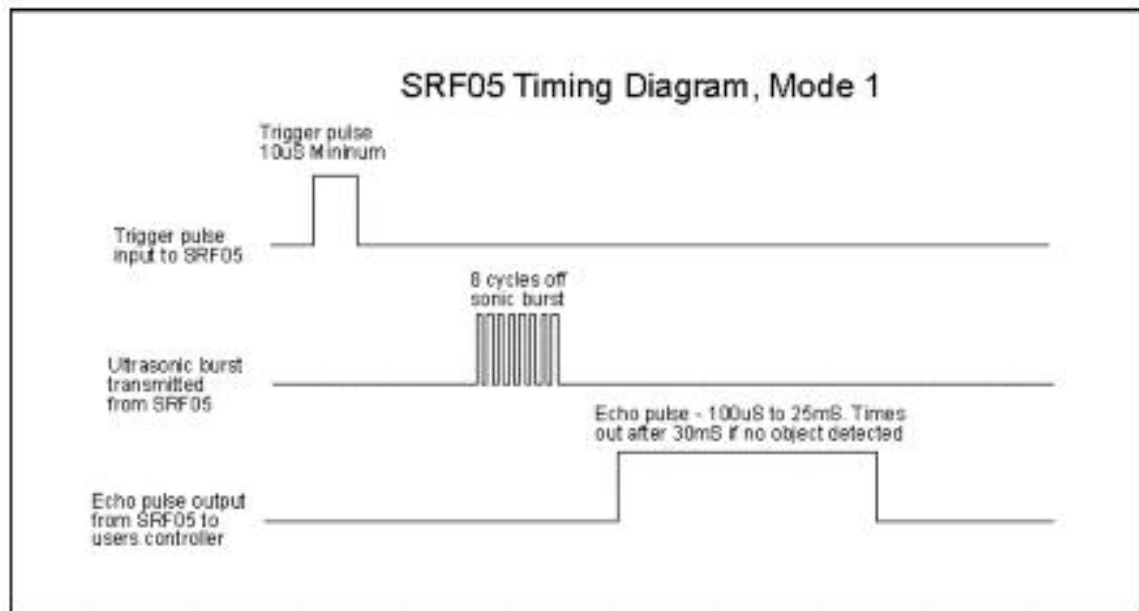 SRF05 Timing Diagram, Mode 1
Trigger pulse
10uS Mininum
Trigger pulse
input to SRF05
8 cycles off
sonic burst
Ultrasonic burst
transmitted
from SRF05
Echo pulse - 100uS to 25mS. Times
out after 30mS if no object detected
Echo pulse output
from SRF05 to
users controller